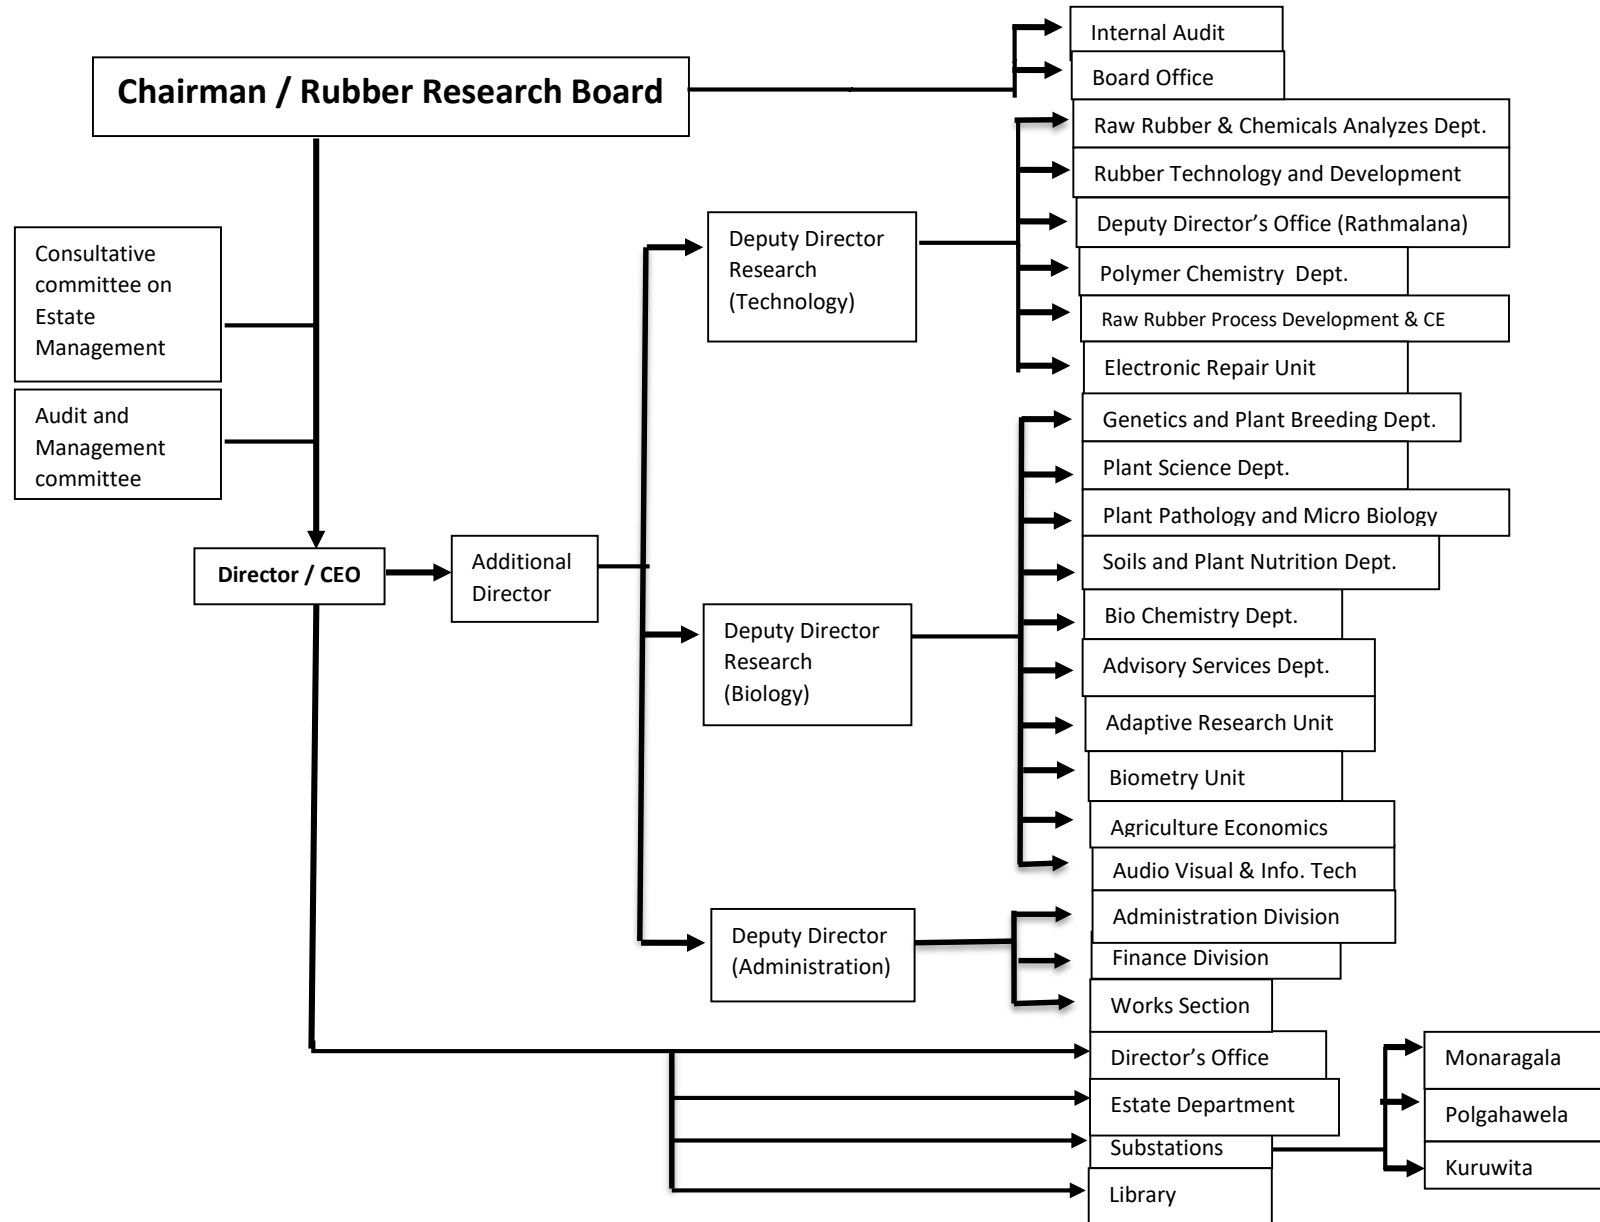 Chairman / Rubber Research Board
Internal Audit
Board Office
Consultative
committee on
Estate
Management
Audit and
Management
committee
Director / CEO
Additional
Director
Deputy Director
Research
(Technology)
Raw Rubber & Chemicals Analyzes Dept.
Rubber Technology and Development
Deputy Director’s Office (Rathmalana)
Polymer Chemistry  Dept.
Raw Rubber Process Development & CE
Electronic Repair Unit
Deputy Director
Research
(Biology)
Genetics and Plant Breeding Dept.
Plant Science Dept.
Plant Pathology and Micro Biology
Soils and Plant Nutrition Dept.
Bio Chemistry Dept.
Advisory Services Dept.
Adaptive Research Unit
Biometry Unit
Agriculture Economics
Audio Visual & Info. Tech
Deputy Director
(Administration)
Administration Division
Finance Division
Works Section
Director’s Office
Estate Department
Substations
Library
Monaragala
Polgahawela
Kuruwita